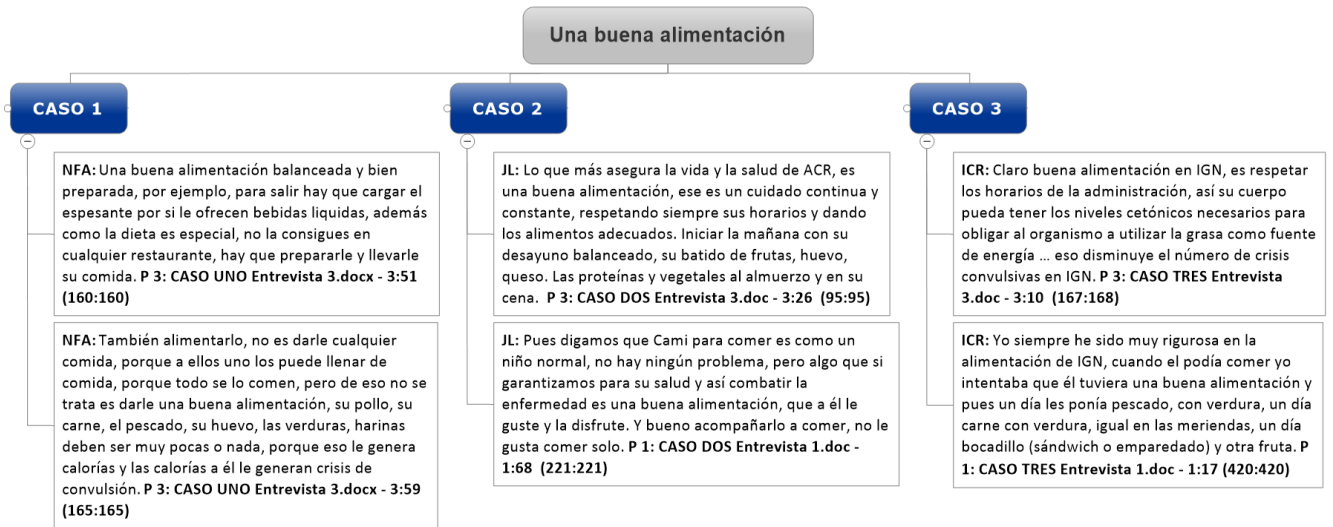 Una buena alimentación
CASO 1
NFA: Una buena alimentación balanceada y bien
preparada, por ejemplo, para salir hay que cargar el
espesante por si le ofrecen bebidas liquidas, además
como la dieta es especial, no la consigues en
cualquier restaurante, hay que prepararle y llevarle
su comida. P 3: CASO UNO Entrevista 3.docx - 3:51
(160:160)
NFA: También alimentarlo, no es darle cualquier
comida, porque a ellos uno los puede llenar de
comida, porque todo se lo comen, pero de eso no se
trata es darle una buena alimentación, su pollo, su
carne, el pescado, su huevo, las verduras, harinas
deben ser muy pocas o nada, porque eso le genera
calorías y las calorías a él le generan crisis de
convulsión. P 3: CASO UNO Entrevista 3.docx - 3:59
(165:165)
CASO 2
JL: Lo que más asegura la vida y la salud de ACR, es
una buena alimentación, ese es un cuidado continua y
constante, respetando siempre sus horarios y dando
los alimentos adecuados. Iniciar la mañana con su
desayuno balanceado, su batido de frutas, huevo,
queso. Las proteínas y vegetales al almuerzo y en su
cena. P 3: CASO DOS Entrevista 3.doc - 3:26 (95:95)
JL: Pues digamos que Cami para comer es como un
niño normal, no hay ningún problema, pero algo que si
garantizamos para su salud y así combatir la
enfermedad es una buena alimentación, que a él le
guste y la disfrute. Y bueno acompañarlo a comer, no le
gusta comer solo. P 1: CASO DOS Entrevista 1.doc -
1:68 (221:221)
CASO 3
ICR: Claro buena alimentación en IGN, es respetar
los horarios de la administración, así su cuerpo
pueda tener los niveles cetónicos necesarios para
obligar al organismo a utilizar la grasa como fuente
de energía ... eso disminuye el número de crisis
convulsivas en IGN. P 3: CASO TRES Entrevista
3.doc - 3:10 (167:168)
ICR: Yo siempre he sido muy rigurosa en la
alimentación de IGN, cuando el podía comer yo
intentaba que él tuviera una buena alimentación y
pues un día les ponía pescado, con verdura, un día
carne con verdura, igual en las meriendas, un día
bocadillo (sándwich o emparedado) y otra fruta. P
1: CASO TRES Entrevista 1.doc - 1:17 (420:420)